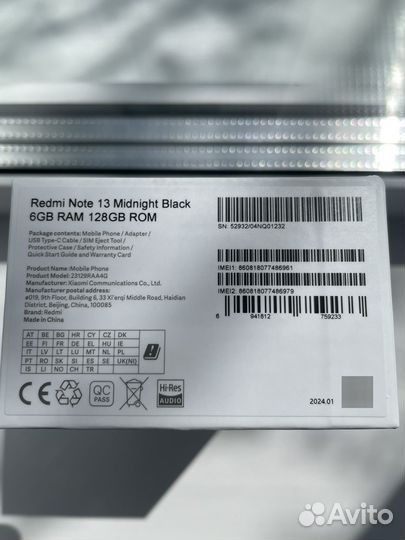 Redmi Note 13 Midnight Black
6GB RAM 128GB ROM
Package contents: Mobile Phone / Adapter /
USB Type-C Cable / SIM Eject Tool /
Protective Case / Safety Information /
Quick Start Guide and Warranty Card
Product Name: Mobile Phone
Product Model: 23129RAA4G
Manufacturer: Xiaomi Communications Co., Ltd.
Manufacturer postal address:
#019, 9th Floor, Building 6, 33 Xi'erqi Middle Road, Haidian
District, Beijing, China, 100085
Brand: Redmi
Made in China
AT BE BG HR CY CZ DK
EE FI FR DE EL HU IE
IT LV LT LU MT NL PL
PT RO SK SI ES SE UK(NI)
IS LI NO CH TR
CE
QC
PASS
Hi-Res
AUDIO
SN: 52932/04NQ01232
IMEI1: 860818077486961
IMEI2: 860818077486979
6 941812 759233
2024.01
Avito